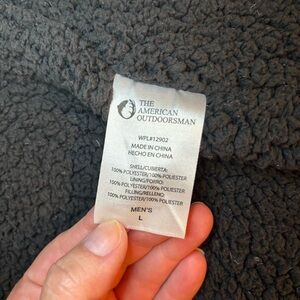 THE
AMERICAN
OUTDOORSMAN
WPL#12902
MADE IN CHINA
HECHO EN CHINA
SHELL/CUBIERTA:
100% POLYESTER/100% POLIESTER
LINING/FORRO:
100% POLYESTER/100% POLIESTER
FILLING/RELLENO:
100% POLYESTER/100% POLIESTER
MEN'S
L